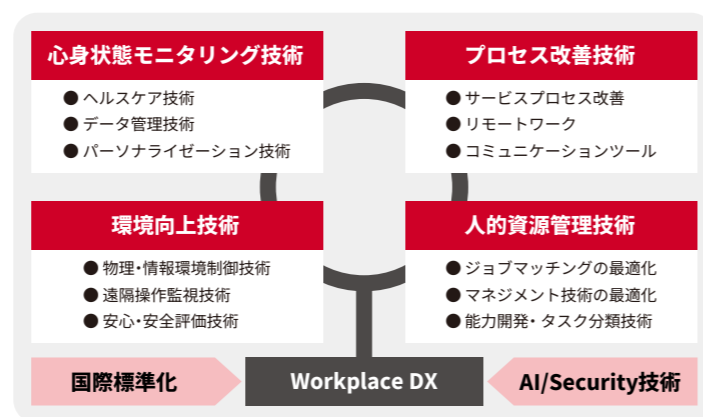 心身状態モニタリング技術
● ヘルスケア技術
● データ管理技術
● パーソナライゼーション技術
プロセス改善技術
● サービスプロセス改善
● リモートワーク
● コミュニケーションツール
環境向上技術
● 物理・情報環境制御技術
● 遠隔操作監視技術
● 安心・安全評価技術
人的資源管理技術
● ジョブマッチングの最適化
● マネジメント技術の最適化
● 能力開発・ タスク分類技術
国際標準化
Workplace DX
AI/Security技術